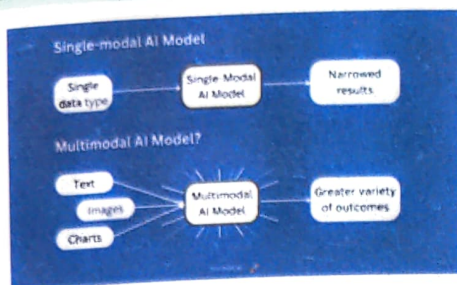 Single-modal AI Model
Single
data type
Single-Modal
AI Model
Narrowed
results
Multimodal AI Model?
Text
Images
Charts
Multimodal
AI Model
Greater variety
of outcomes